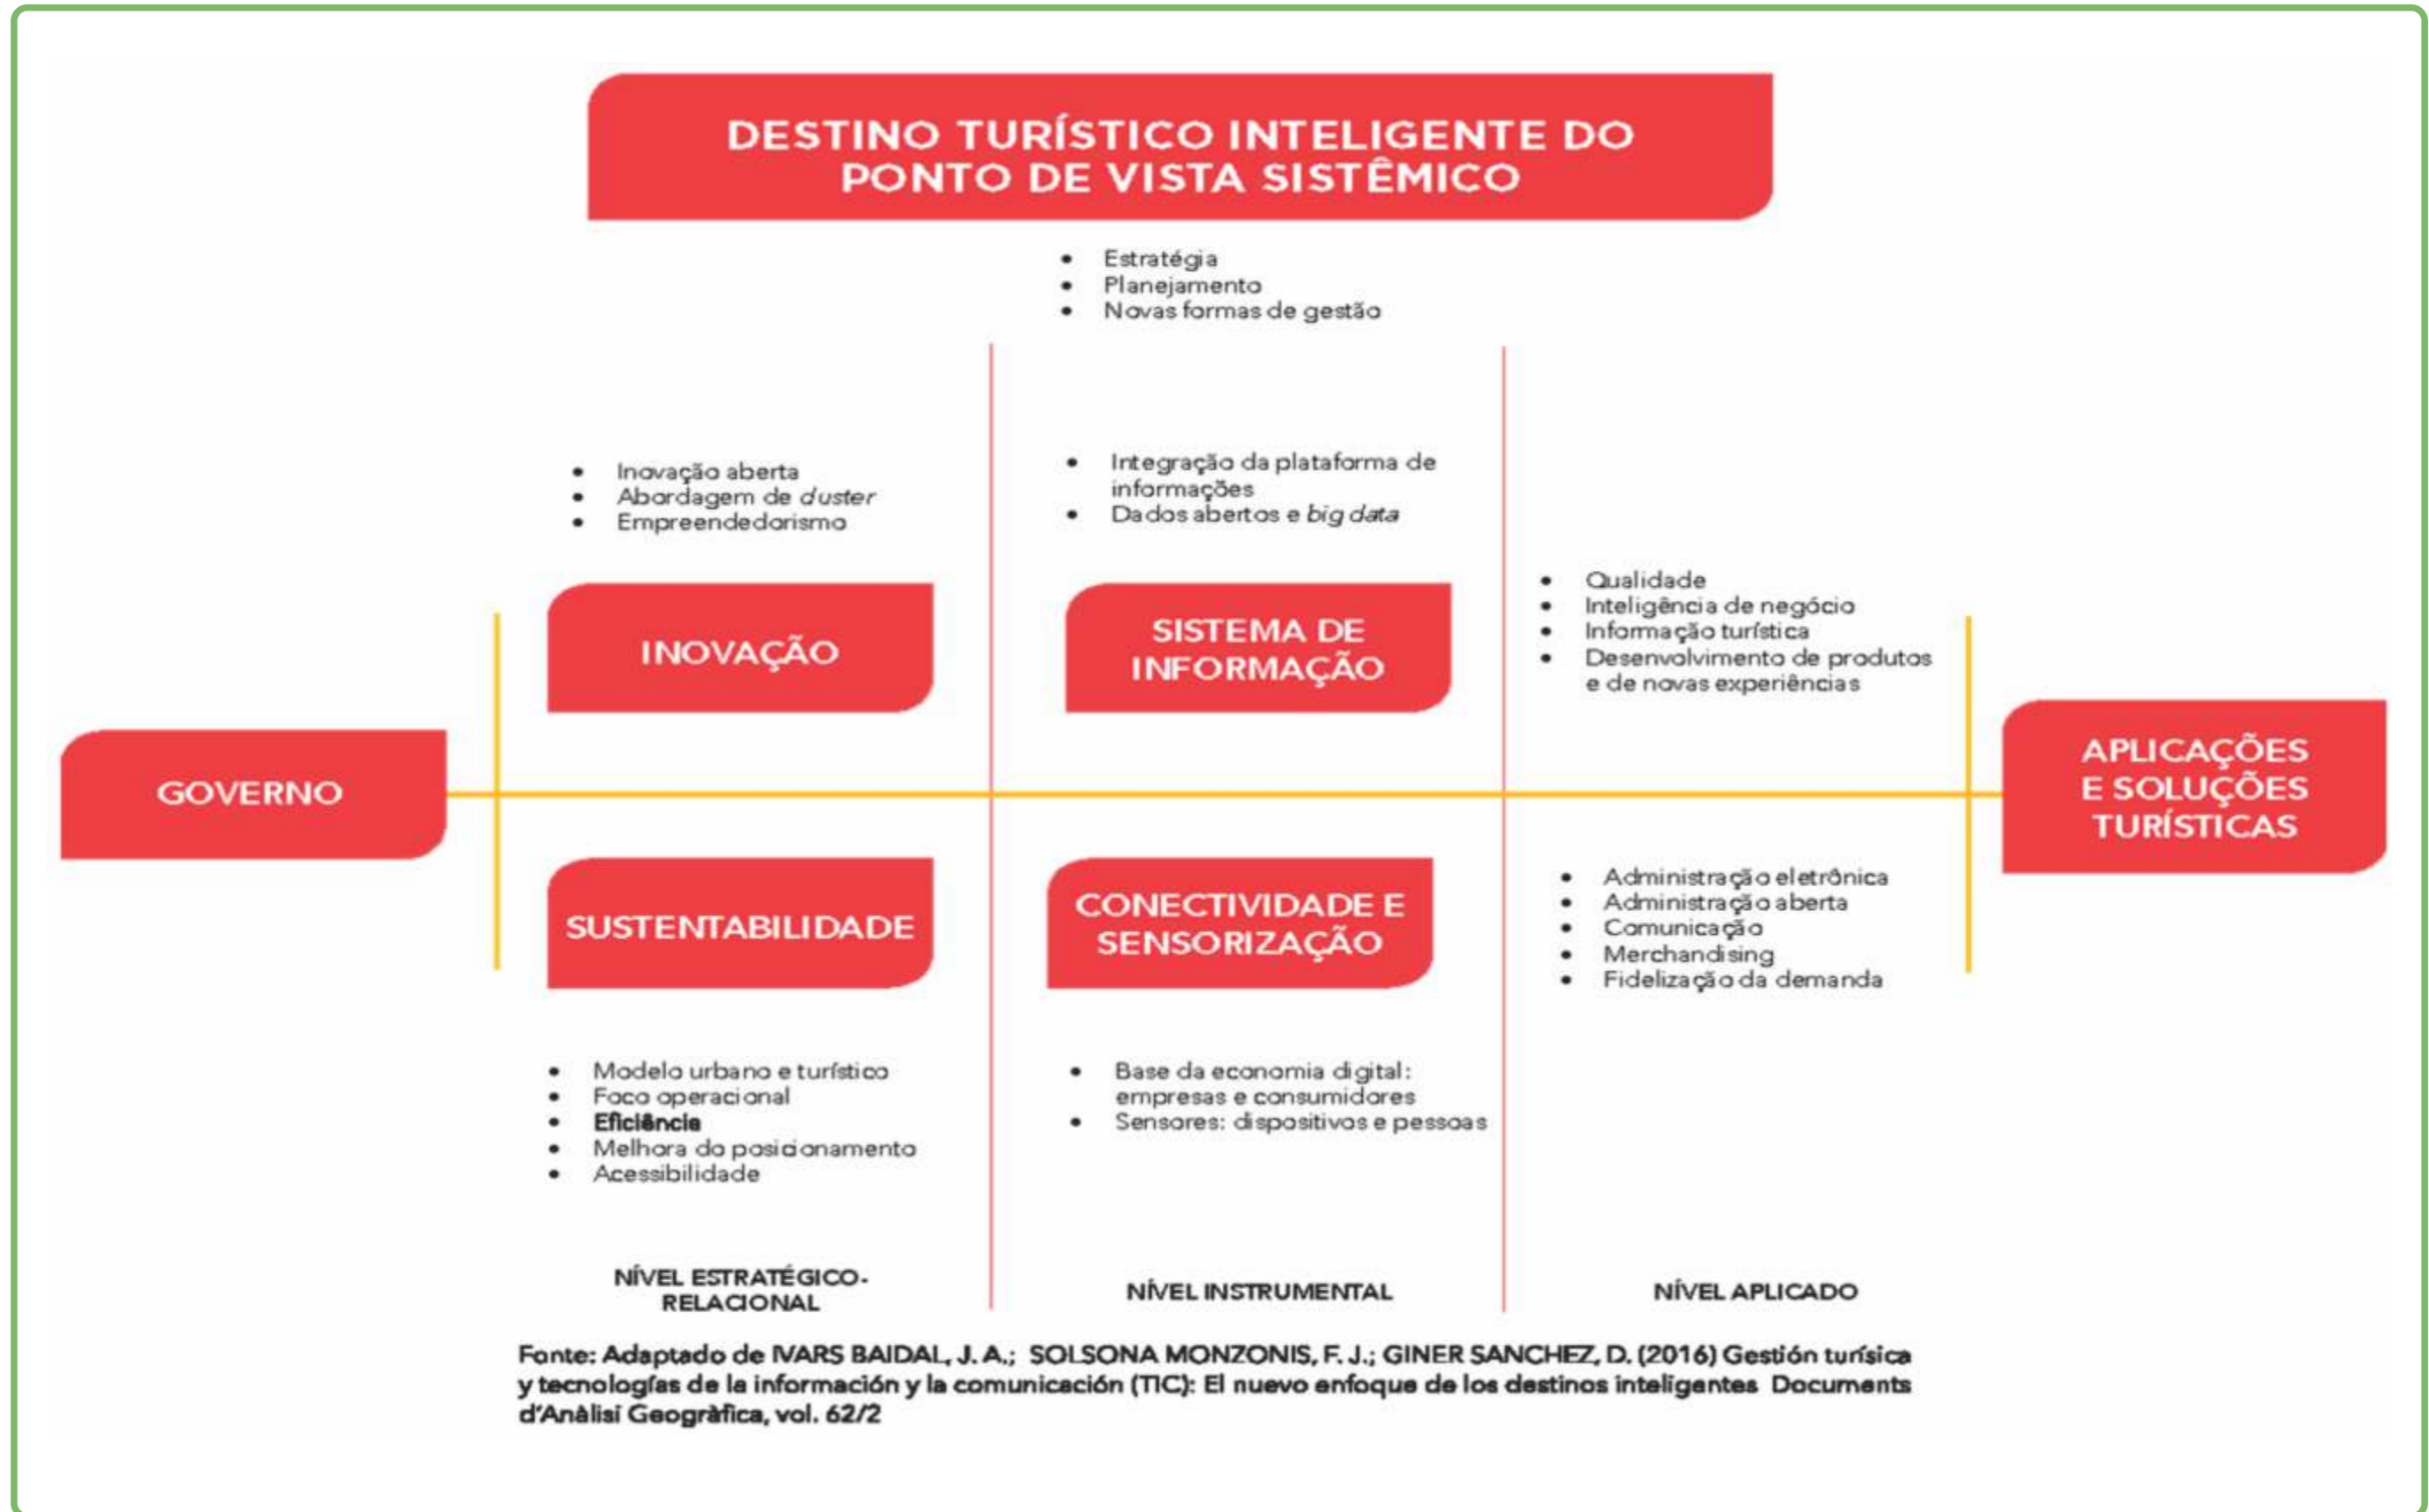 DESTINO TURÍSTICO INTELIGENTE DO
PONTO DE VISTA SISTÊMICO
• Estratégia
• Planejamento
• Novas formas de gestão
• Inovação aberta
• Abordagem de cluster
• Empreendedorismo
INOVAÇÃO
• Integração da plataforma de
informações
• Dados abertos e big data
SISTEMA DE
INFORMAÇÃO
• Qualidade
• Inteligência de negócio
• Informação turística
• Desenvolvimento de produtos
e de novas experiências
GOVERNO
APLICAÇÕES
E SOLUÇÕES
TURÍSTICAS
SUSTENTABILIDADE
• Modelo urbano e turístico
• Foco operacional
• Eficiência
• Melhora do posicionamento
• Acessibilidade
CONECTIVIDADE E
SENSORIZAÇÃO
• Base da economia digital:
empresas e consumidores
• Sensores: dispositivos e pessoas
• Administração eletrônica
• Administração aberta
• Comunicação
• Merchandising
• Fidelização da demanda
NÍVEL ESTRATÉGICO-
RELACIONAL
NÍVEL INSTRUMENTAL
NÍVEL APLICADO
Fonte: Adaptado de IVARS BAIDAL, J. A.; SOLSONA MONZONIS, F. J.; GINER SANCHEZ, D. (2016) Gestión turísica
y tecnologías de la información y la comunicación (TIC): El nuevo enfoque de los destinos inteligentes Documents
d'Anàlisi Geogràfica, vol. 62/2